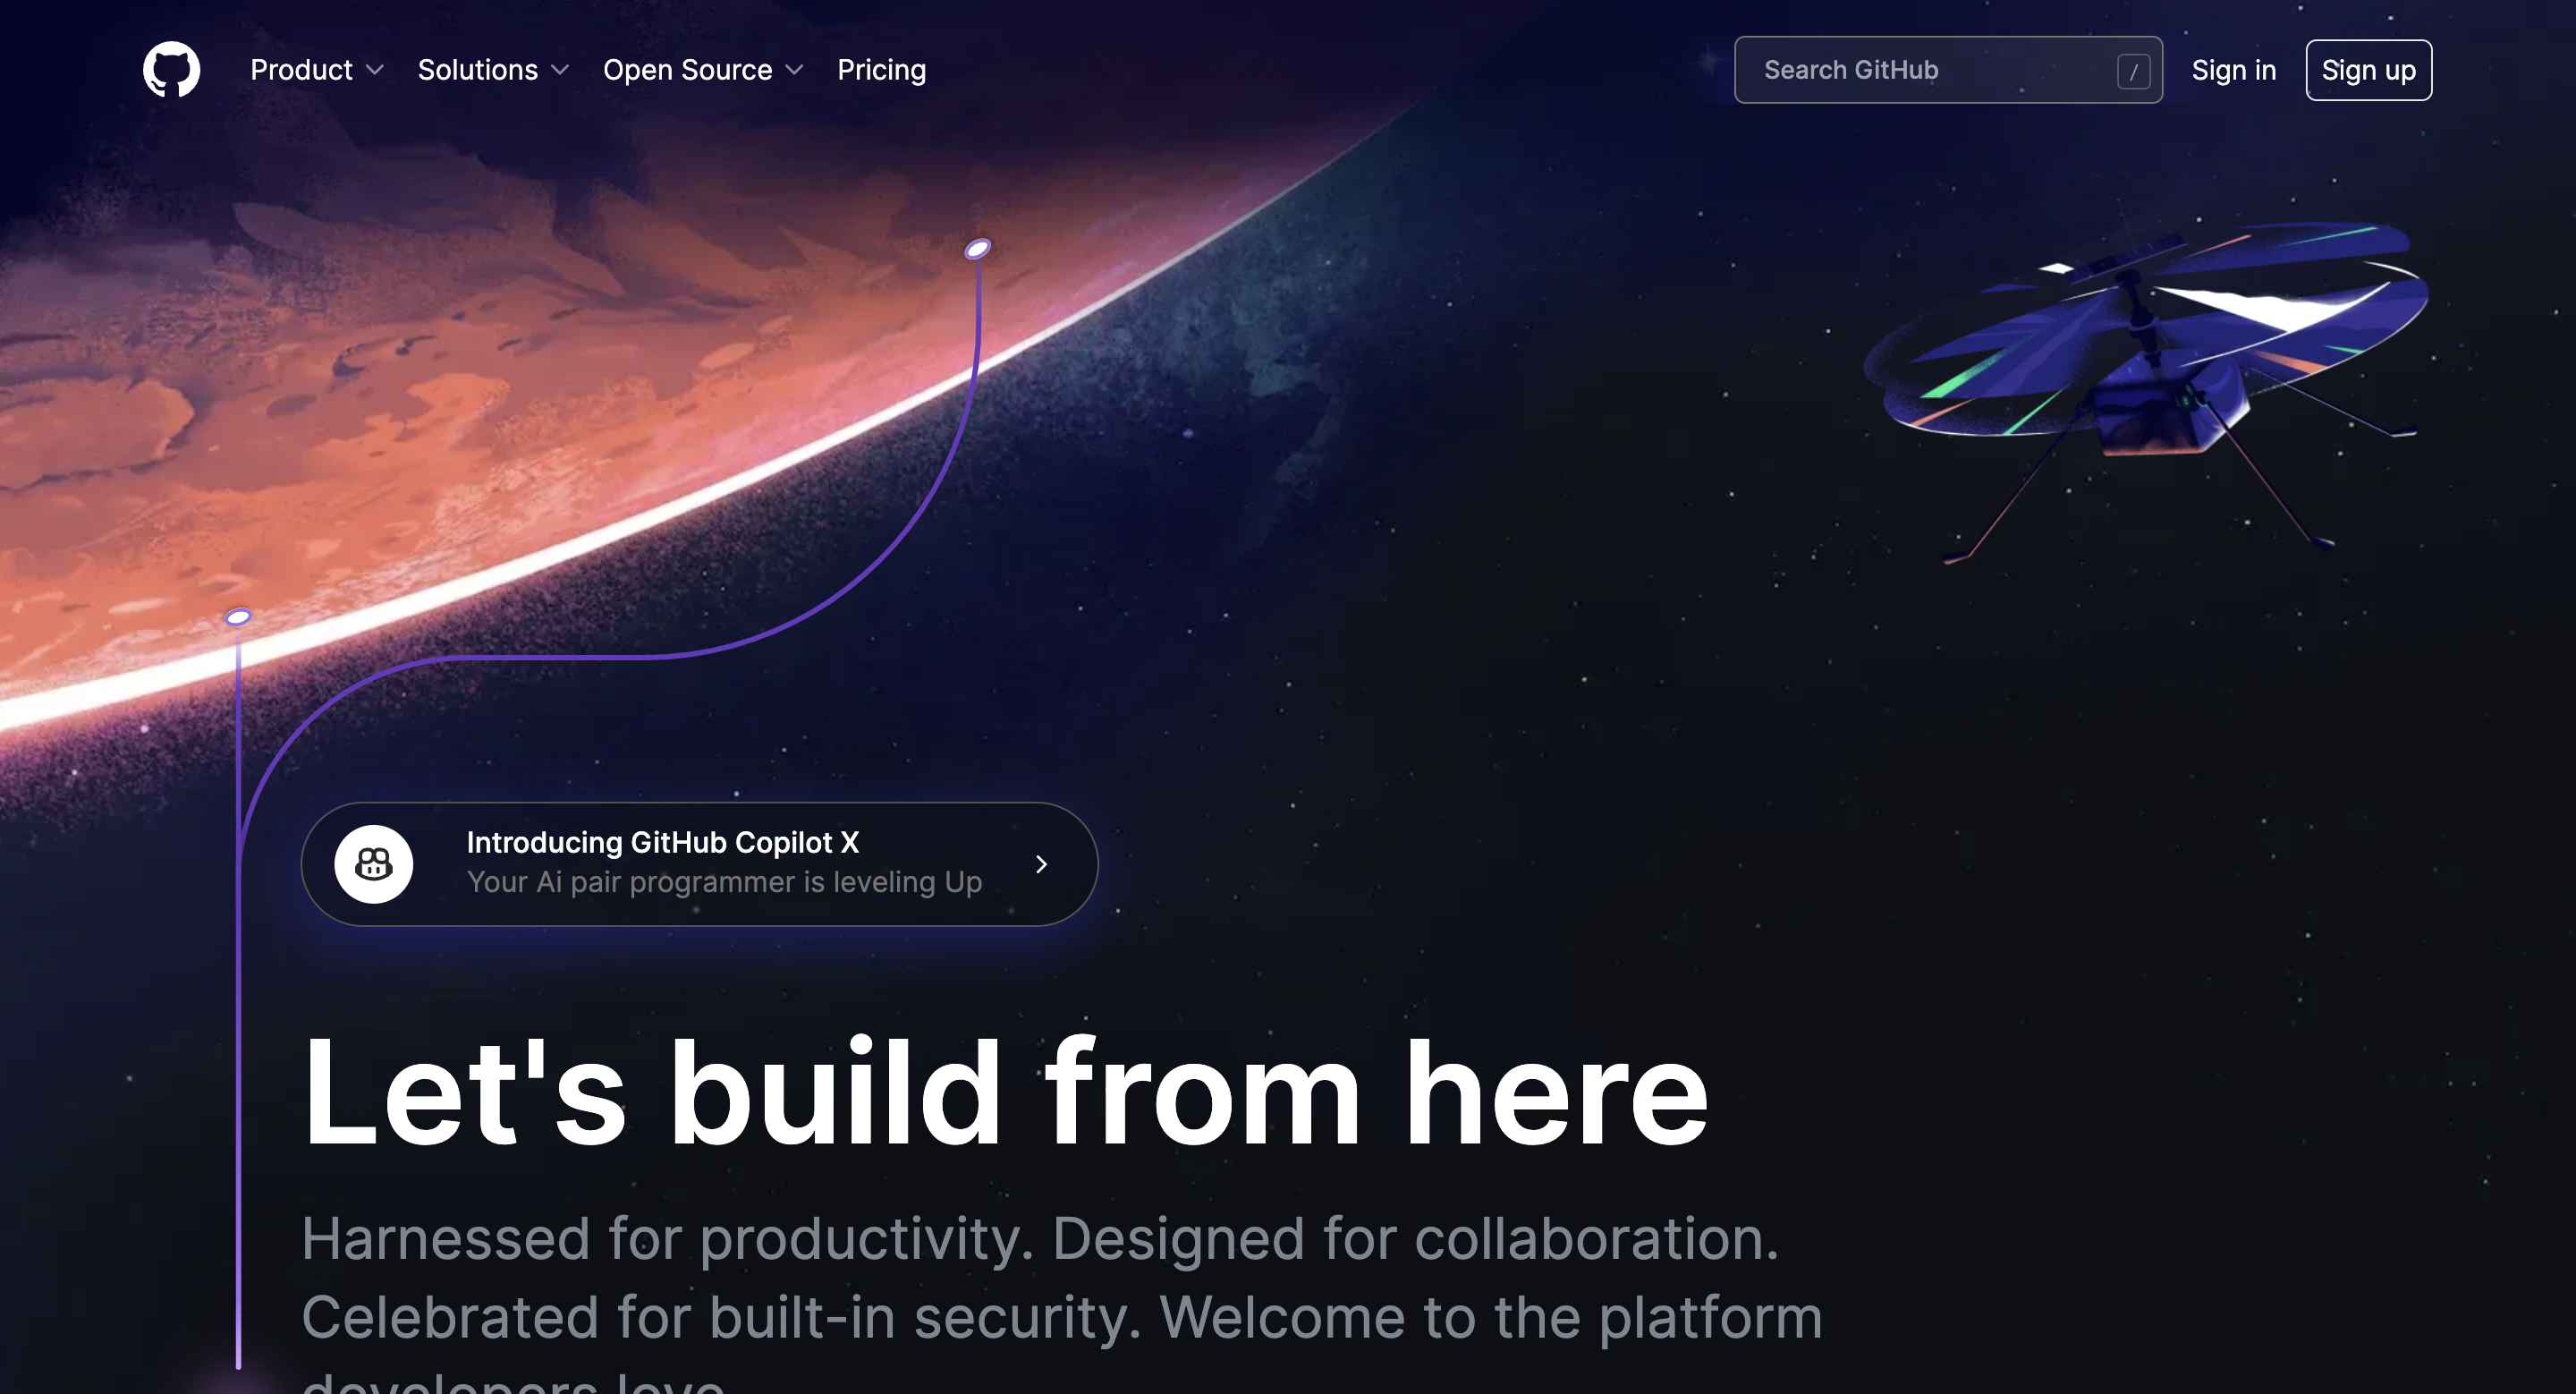 Product
Solutions
Open Source
Pricing
Search GitHub
/
Sign in
Sign up
Introducing GitHub Copilot X
Your Ai pair programmer is leveling Up
Let's build from here
Harnessed for productivity. Designed for collaboration.
Celebrated for built-in security. Welcome to the platform
developers love.